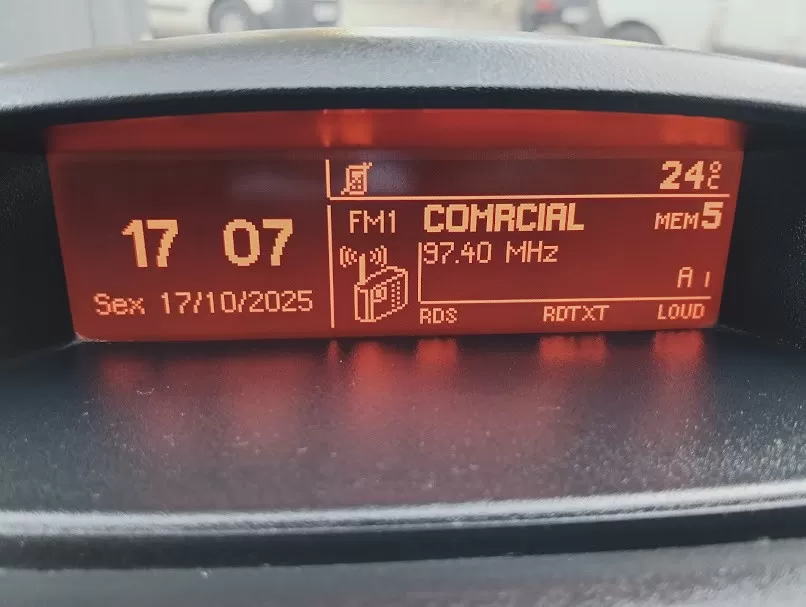 24°C
17 07
Sex 17/10/2025
FM1 COMRCIAL MEM5
97.40 MHz
A I
RDS RDTXT LOUD